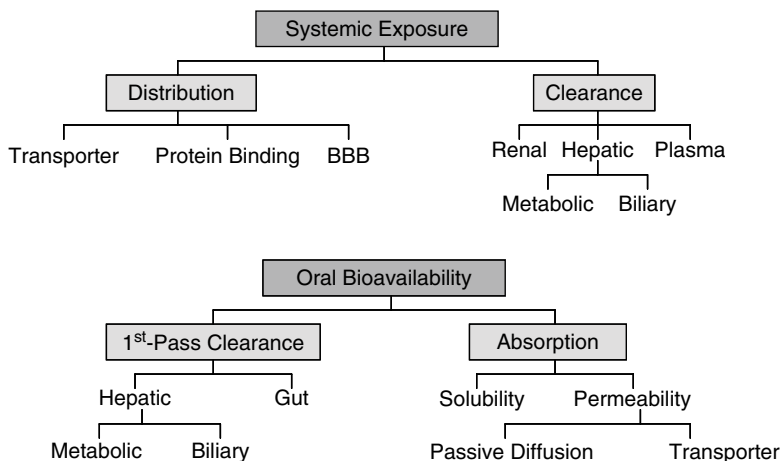 Systemic Exposure
Distribution Clearance
Transporter Protein Binding BBB Renal Hepatic Plasma
Metabolic Biliary
Oral Bioavailability
1st-Pass Clearance Absorption
Hepatic Gut Solubility Permeability
Metabolic Biliary Passive Diffusion Transporter